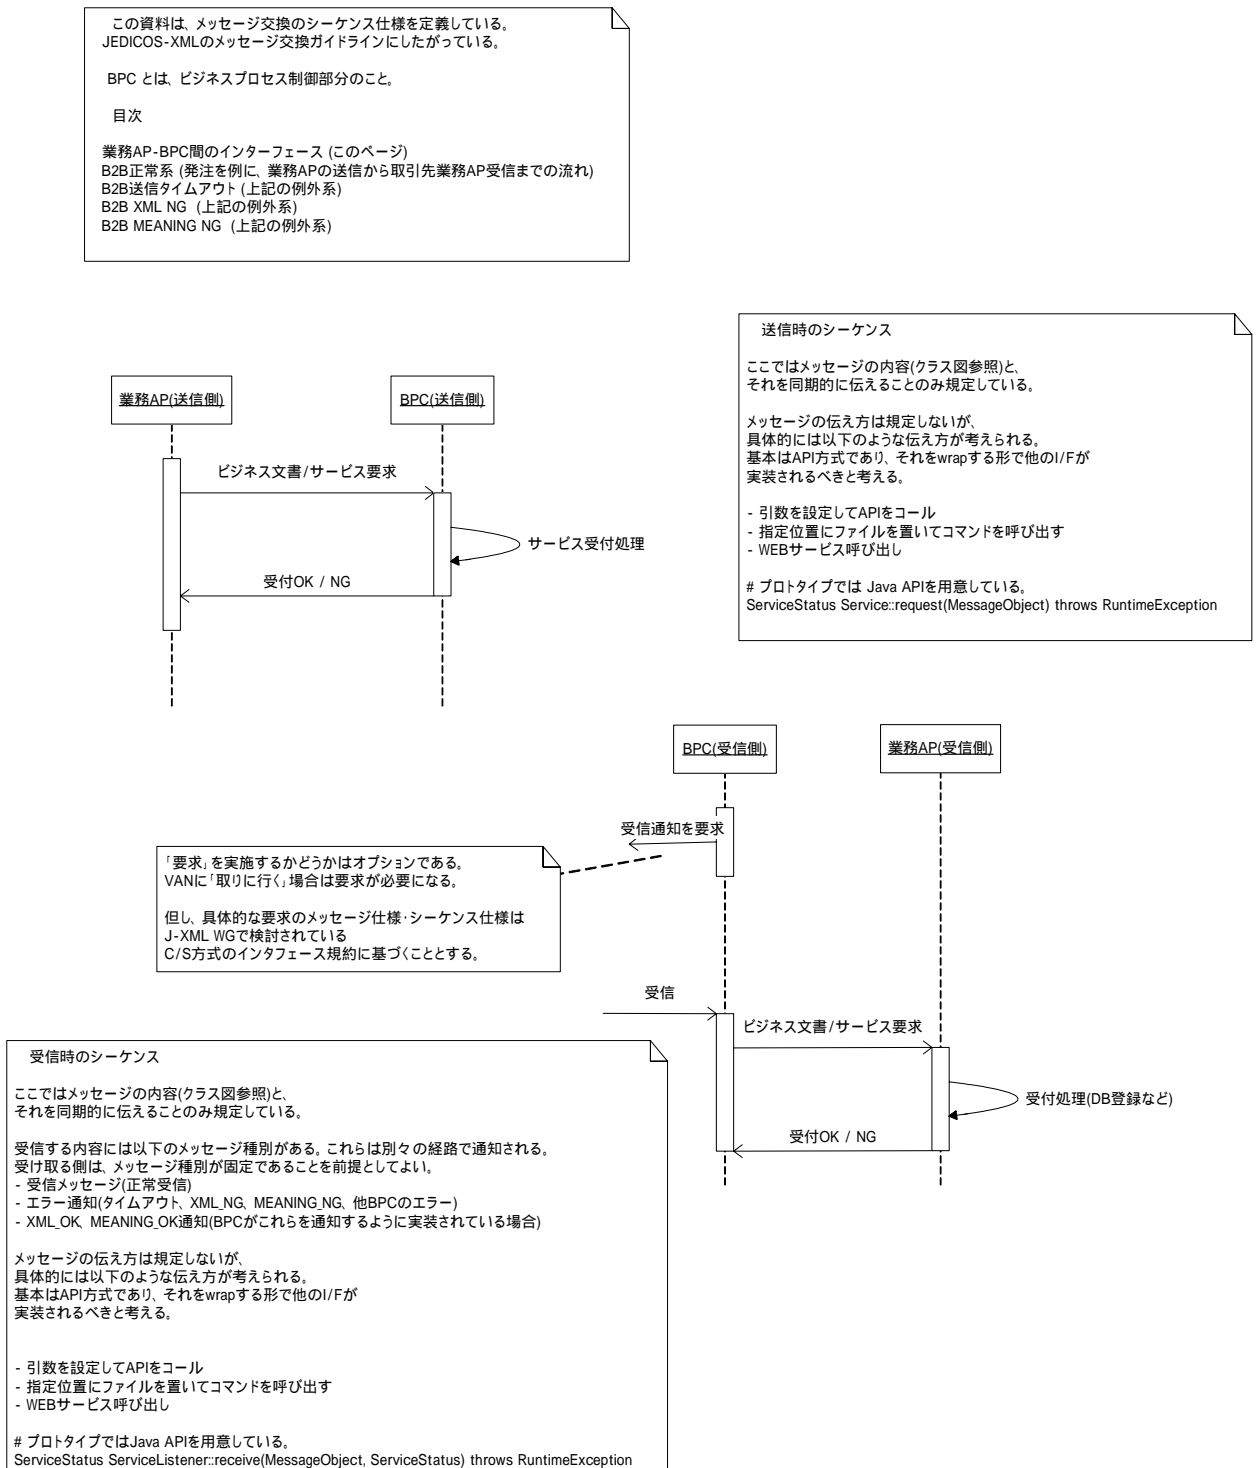 この資料は、メッセージ交換のシーケンス仕様を定義している。
JEDICOS-XMLのメッセージ交換ガイドラインにしたがっている。
BPC とは、ビジネスプロセス制御部分のこと。
目次
業務AP-BPC間のインターフェース (このページ)
B2B正常系 (発注を例に、業務APの送信から取引先業務AP受信までの流れ)
B2B送信タイムアウト (上記の例外系)
B2B XML NG (上記の例外系)
B2B MEANING NG (上記の例外系)
送信時のシーケンス
ここではメッセージの内容(クラス図参照)と、
それを同期的に伝えることのみ規定している。
メッセージの伝え方は規定しないが、
具体的には以下のような伝え方が考えられる。
基本はAPI方式であり、それをwrapする形で他のI/Fが
実装されるべきと考える。
- 引数を設定してAPIをコール
- 指定位置にファイルを置いてコマンドを呼び出す
- WEBサービス呼び出し
# プロトタイプでは Java APIを用意している。
ServiceStatus Service::request(MessageObject) throws RuntimeException
業務AP(送信側)
BPC(送信側)
ビジネス文書/サービス要求
サービス受付処理
受付OK / NG
BPC(受信側)
業務AP(受信側)
受信通知を要求
「要求」を実施するかどうかはオプションである。
VANに「取りに行く」場合は要求が必要になる。
但し、具体的な要求のメッセージ仕様・シーケンス仕様は
J-XML WGで検討されている
C/S方式のインタフェース規約に基づくこととする。
受信
ビジネス文書/サービス要求
受付処理(DB登録など)
受付OK / NG
受信時のシーケンス
ここではメッセージの内容(クラス図参照)と、
それを同期的に伝えることのみ規定している。
受信する内容には以下のメッセージ種別がある。これらは別々の経路で通知される。
受け取る側は、メッセージ種別が固定であることを前提としてよい。
- 受信メッセージ(正常受信)
- エラー通知(タイムアウト、XML_NG、MEANING_NG、他BPCのエラー)
- XML_OK、MEANING_OK通知(BPCがこれらを通知するように実装されている場合)
メッセージの伝え方は規定しないが、
具体的には以下のような伝え方が考えられる。
基本はAPI方式であり、それをwrapする形で他のI/Fが
実装されるべきと考える。
- 引数を設定してAPIをコール
- 指定位置にファイルを置いてコマンドを呼び出す
- WEBサービス呼び出し
# プロトタイプではJava APIを用意している。
ServiceStatus ServiceListener::receive(MessageObject, ServiceStatus) throws RuntimeException